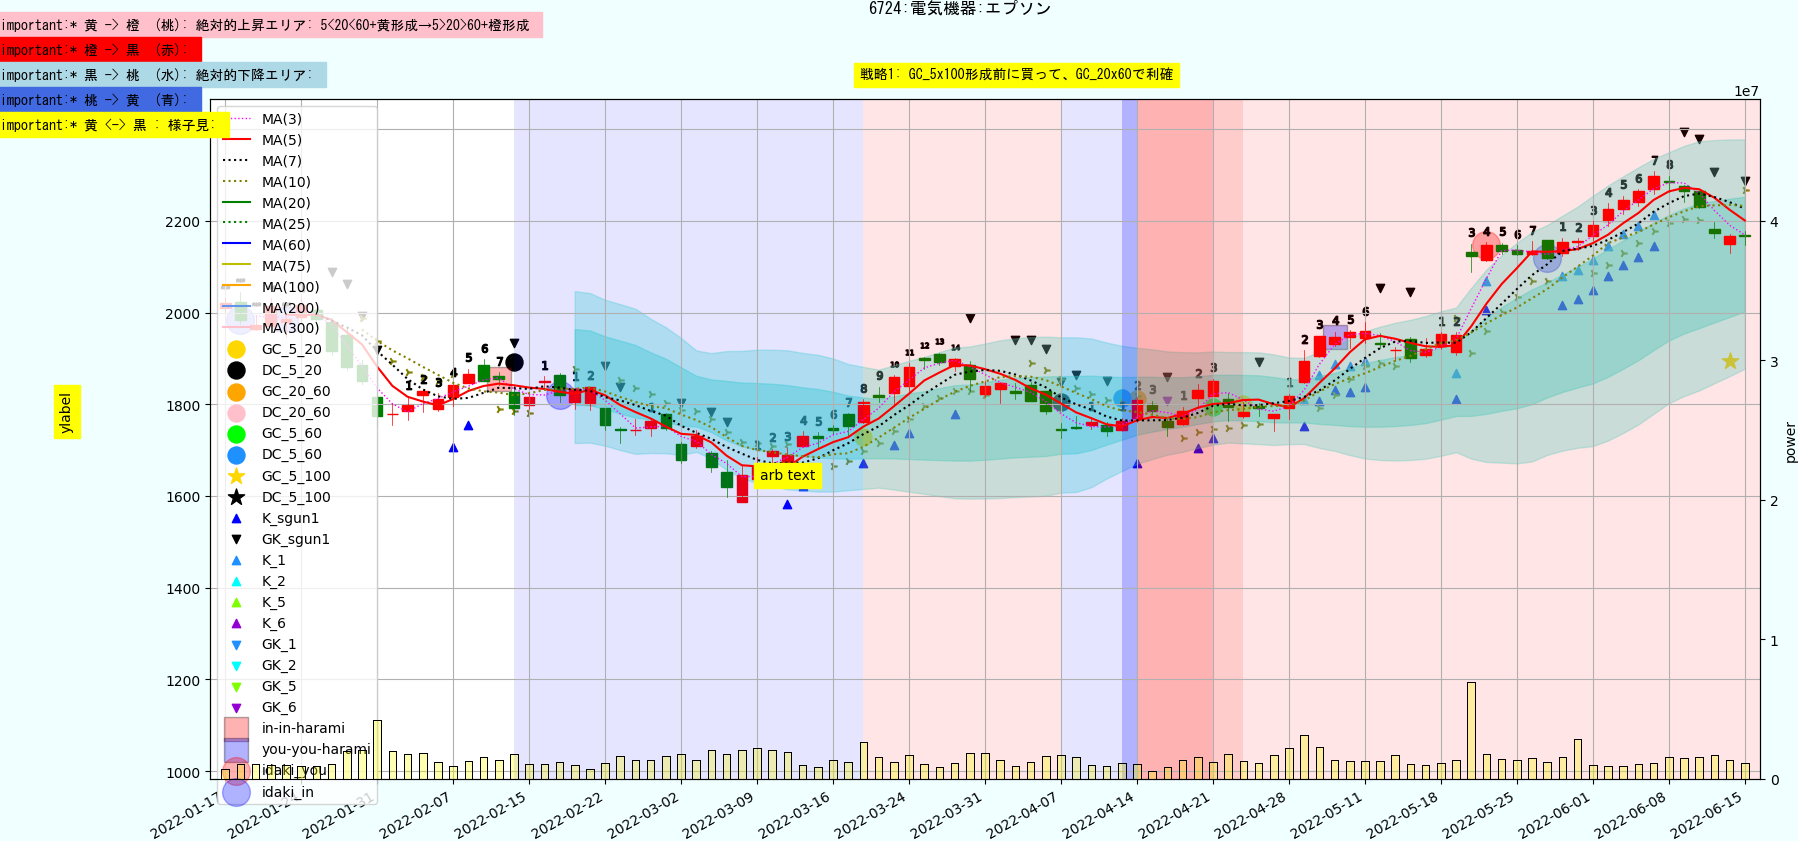 6724:電気機器:エプソン
important:* 黄 -> 橙 (桃): 絶対的上昇エリア: 5<20<60+黄形成→5>20>60+橙形成
important:* 橙 -> 黒 (赤):
important:* 黒 -> 桃 (水): 絶対的下降エリア:
important:* 桃 -> 黄 (青):
important:* 黄 <-> 黒 : 様子見:
戦略1: GC_5x100形成前に買って、GC_20x60で利確
1e7
MA(3)
MA(5)
MA(7)
MA(10)
MA(20)
MA(25)
MA(60)
MA(75)
MA(100)
MA(200)
MA(300)
GC_5_20
DC_5_20
GC_20_60
DC_20_60
GC_5_60
DC_5_60
GC_5_100
DC_5_100
K_sgun1
GK_sgun1
K_1
K_2
K_5
K_6
GK_1
GK_2
GK_5
GK_6
in-in-harami
you-you-harami
idaki_you
idaki_in
2200
2000
1800
1600
1400
1200
1000
ylabel
arb text
4
3
2
1
0
power
2022-01-17
2022-01-31
2022-02-07
2022-02-15
2022-02-22
2022-03-02
2022-03-09
2022-03-16
2022-03-24
2022-03-31
2022-04-07
2022-04-14
2022-04-21
2022-04-28
2022-05-11
2022-05-18
2022-05-25
2022-06-01
2022-06-08
2022-06-15